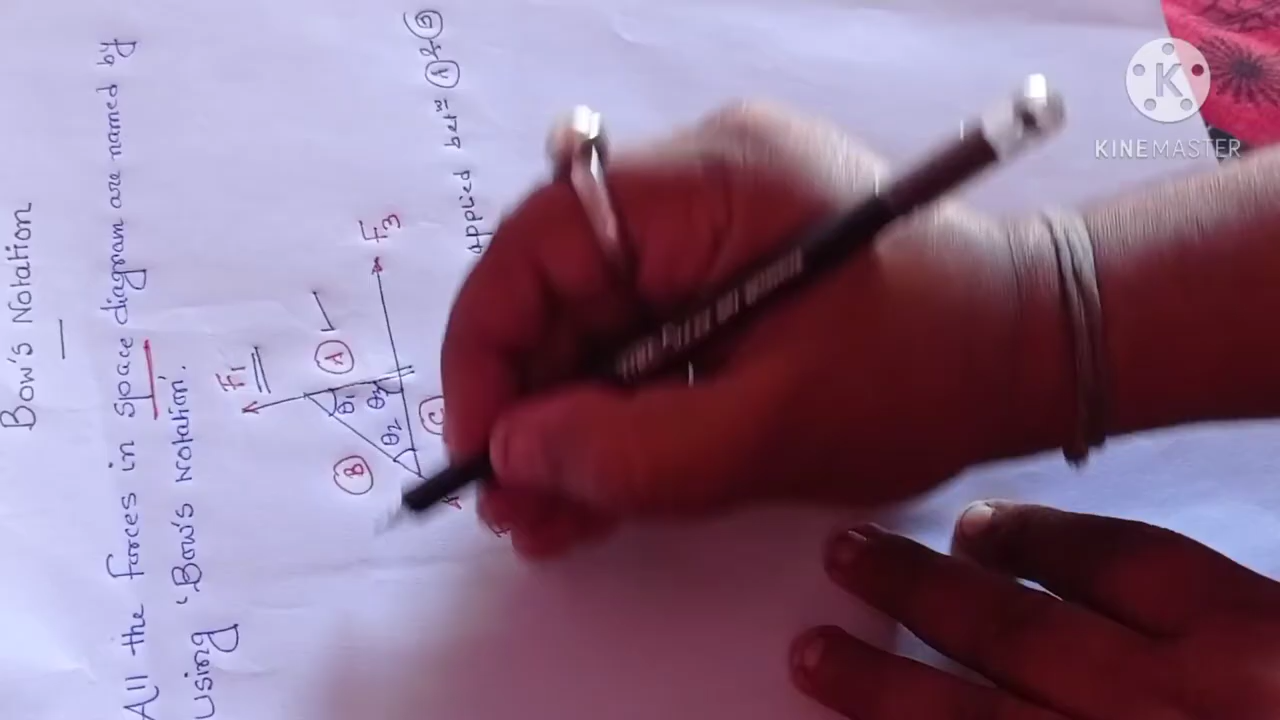 Bow's Notation
All the forces in space diagram are named by
using 'Bow's Notation'.
F1
B
A
θ1
θ2
θ3
C
F3
applied betn A & B
KINEMASTER